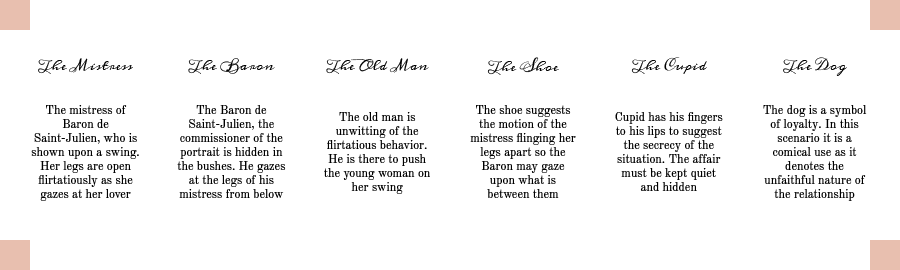 The Mistress
The mistress of
Baron de
Saint-Julien, who is
shown upon a swing.
Her legs are open
flirtatiously as she
gazes at her lover
The Baron
The Baron de
Saint-Julien, the
commissioner of the
portrait is hidden in
the bushes. He gazes
at the legs of his
mistress from below
The Old Man
The old man is
unwitting of the
flirtatious behavior.
He is there to push
the young woman on
her swing
The Shoe
The shoe suggests
the motion of the
mistress flinging her
legs apart so the
Baron may gaze
upon what is
between them
The Cupid
Cupid has his fingers
to his lips to suggest
the secrecy of the
situation. The affair
must be kept quiet
and hidden
The Dog
The dog is a symbol
of loyalty. In this
scenario it is a
comical use as it
denotes the
unfaithful nature of
the relationship